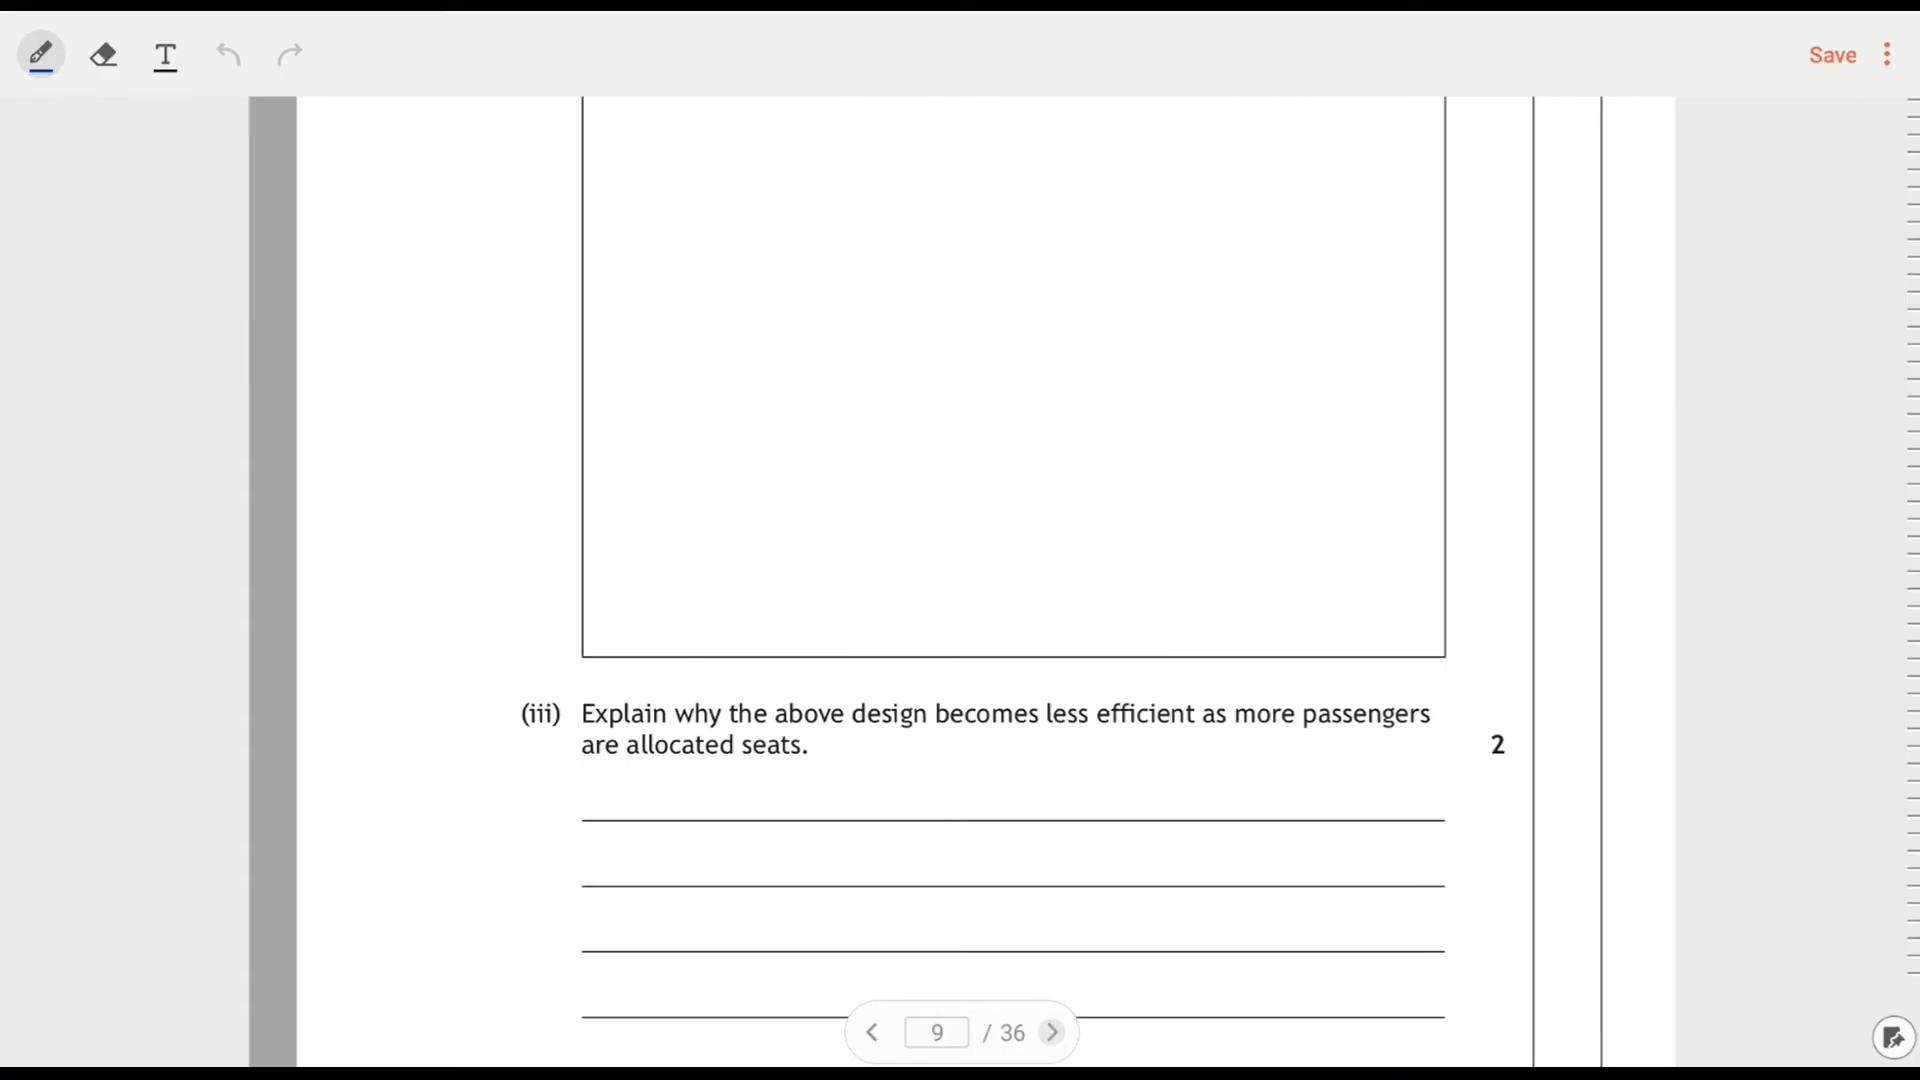 T
Save
(iii) Explain why the above design becomes less efficient as more passengers
are allocated seats.
2
9 / 36